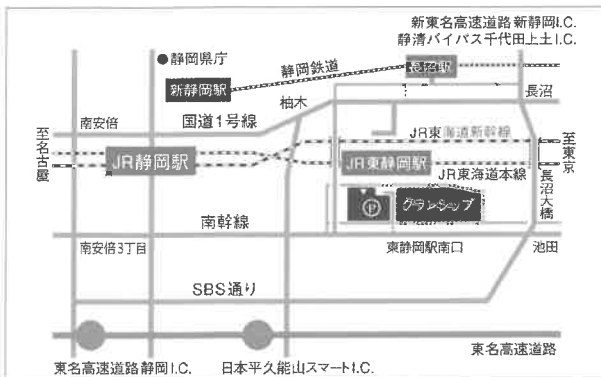 新東名高速道路 新静岡I.C.
静清バイパス千代田上土I.C.
●静岡県庁
静岡鉄道
長沼駅
新静岡駅
柚木
長沼
南安倍
国道1号線
JR東海道新幹線
至名古屋
JR静岡駅
JR東静岡駅
至東京
JR東海道本線
長沼大橋
P
グランシップ
南幹線
南安倍3丁目
東静岡駅南口
池田
SBS通り
東名高速道路
東名高速道路 静岡I.C.
日本平久能山スマートI.C.